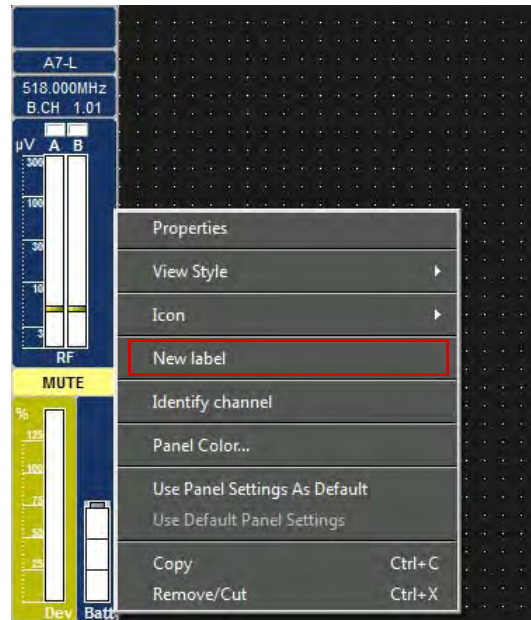 A7-L
518.000MHz
B.CH 1.01
µV A B
300
100
30
10
3
RF
MUTE
%
125
100
75
50
25
Dev Batt
Properties
View Style
Icon
New label
Identify channel
Panel Color...
Use Panel Settings As Default
Use Default Panel Settings
Copy Ctrl+C
Remove/Cut Ctrl+X